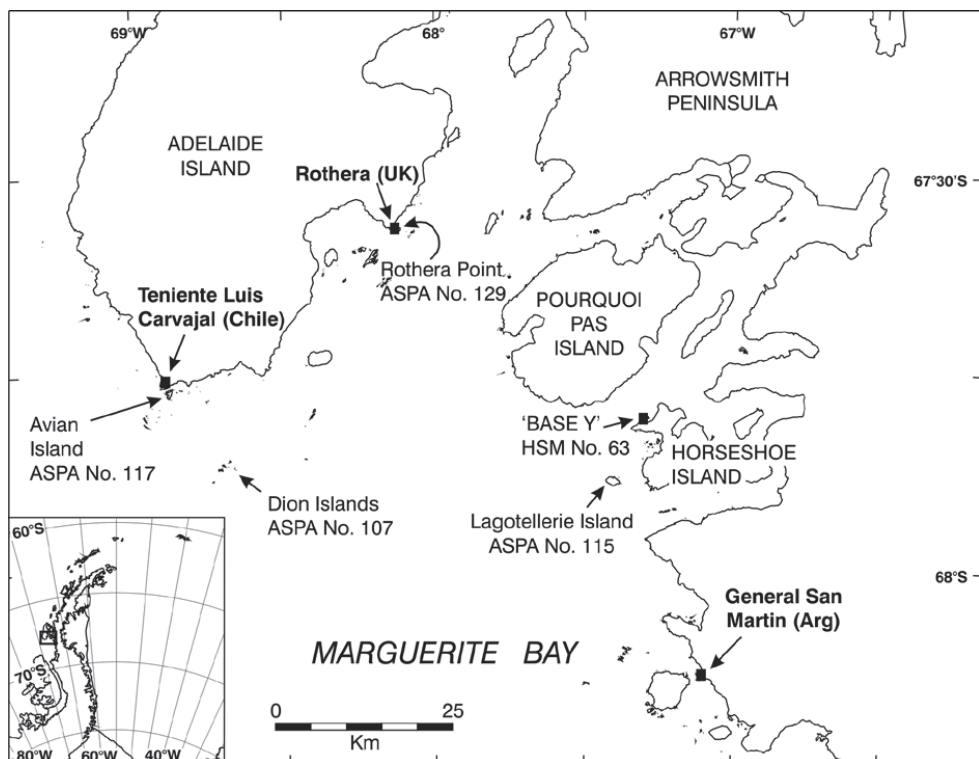 69°W
68°
67°W
ARROWSMITH
PENINSULA
ADELAIDE
ISLAND
Rothera (UK)
67°30'S
Rothera Point
ASPA No. 129
Teniente Luis
Carvajal (Chile)
POURQUOI
PAS
ISLAND
Avian
Island
ASPA No. 117
'BASE Y'
HSM No. 63
HORSESHOE
ISLAND
Dion Islands
ASPA No. 107
Lagotellerie Island
ASPA No. 115
68°S
General San
Martin (Arg)
MARGUERITE BAY
0 25
Km
60°S
70°S
80°W 60°W 40°W